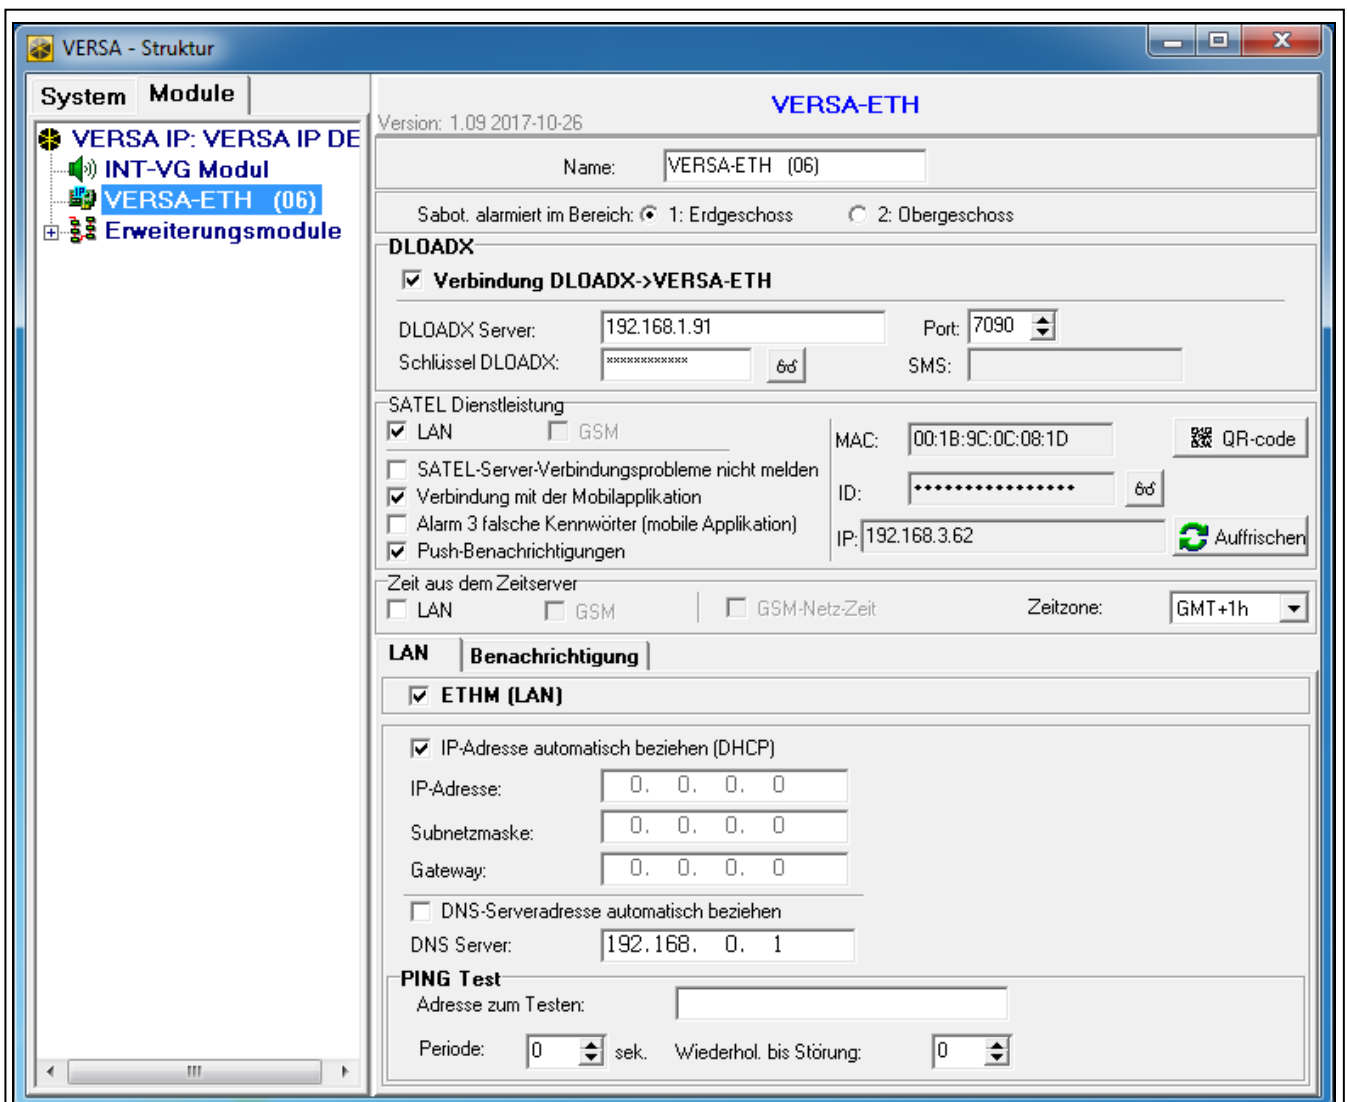 VERSA - Struktur
System Module
VERSA IP: VERSA IP DE
INT-VG Modul
VERSA-ETH (06)
Erweiterungsmodule
VERSA-ETH
Version: 1.09 2017-10-26
Name: VERSA-ETH (06)
Sabot. alarmiert im Bereich: 1: Erdgeschoss 2: Obergeschoss
DLOADX
Verbindung DLOADX->VERSA-ETH
DLOADX Server: 192.168.1.91 Port: 7090
Schlüssel DLOADX: ************ SMS:
SATEL Dienstleistung
LAN GSM
SATEL-Server-Verbindungsprobleme nicht melden
Verbindung mit der Mobilapplikation
Alarm 3 falsche Kennwörter (mobile Applikation)
Push-Benachrichtigungen
MAC: 00:1B:9C:0C:08:1D QR-code
ID: ••••••••••••••••
IP: 192.168.3.62 Auffrischen
Zeit aus dem Zeitserver
LAN GSM GSM-Netz-Zeit Zeitzone: GMT+1h
LAN Benachrichtigung
ETHM (LAN)
IP-Adresse automatisch beziehen (DHCP)
IP-Adresse: 0. 0. 0. 0
Subnetzmaske: 0. 0. 0. 0
Gateway: 0. 0. 0. 0
DNS-Serveradresse automatisch beziehen
DNS Server: 192.168. 0. 1
PING Test
Adresse zum Testen:
Periode: 0 sek. Wiederhol. bis Störung: 0